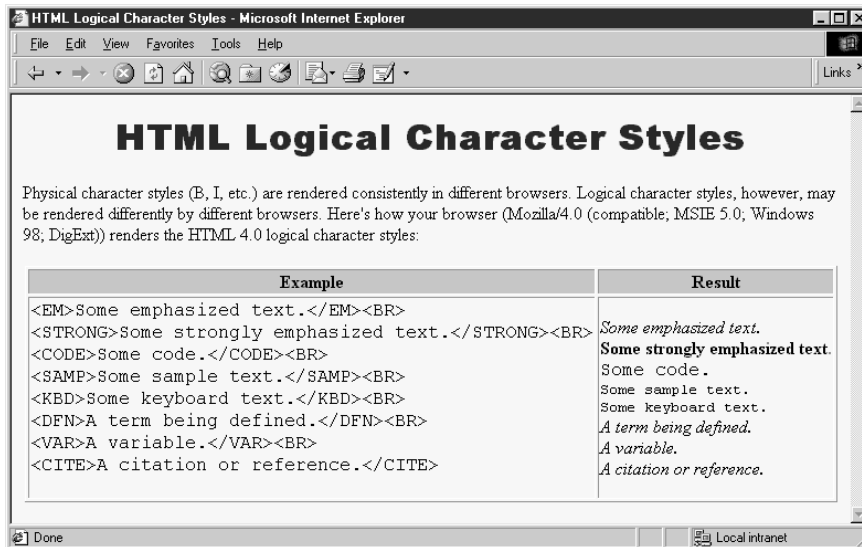 HTML Logical Character Styles - Microsoft Internet Explorer
File Edit View Favorites Tools Help
Links
HTML Logical Character Styles
Physical character styles (B, I, etc.) are rendered consistently in different browsers. Logical character styles, however, may
be rendered differently by different browsers. Here's how your browser (Mozilla/4.0 (compatible; MSIE 5.0; Windows
98; DigExt)) renders the HTML 4.0 logical character styles:
Example Result
<EM>Some emphasized text.</EM><BR>
<STRONG>Some strongly emphasized text.</STRONG><BR>
<CODE>Some code.</CODE><BR>
<SAMP>Some sample text.</SAMP><BR>
<KBD>Some keyboard text.</KBD><BR>
<DFN>A term being defined.</DFN><BR>
<VAR>A variable.</VAR><BR>
<CITE>A citation or reference.</CITE>
Some emphasized text.
Some strongly emphasized text.
Some code.
Some sample text.
Some keyboard text.
A term being defined.
A variable.
A citation or reference.
Done Local intranet